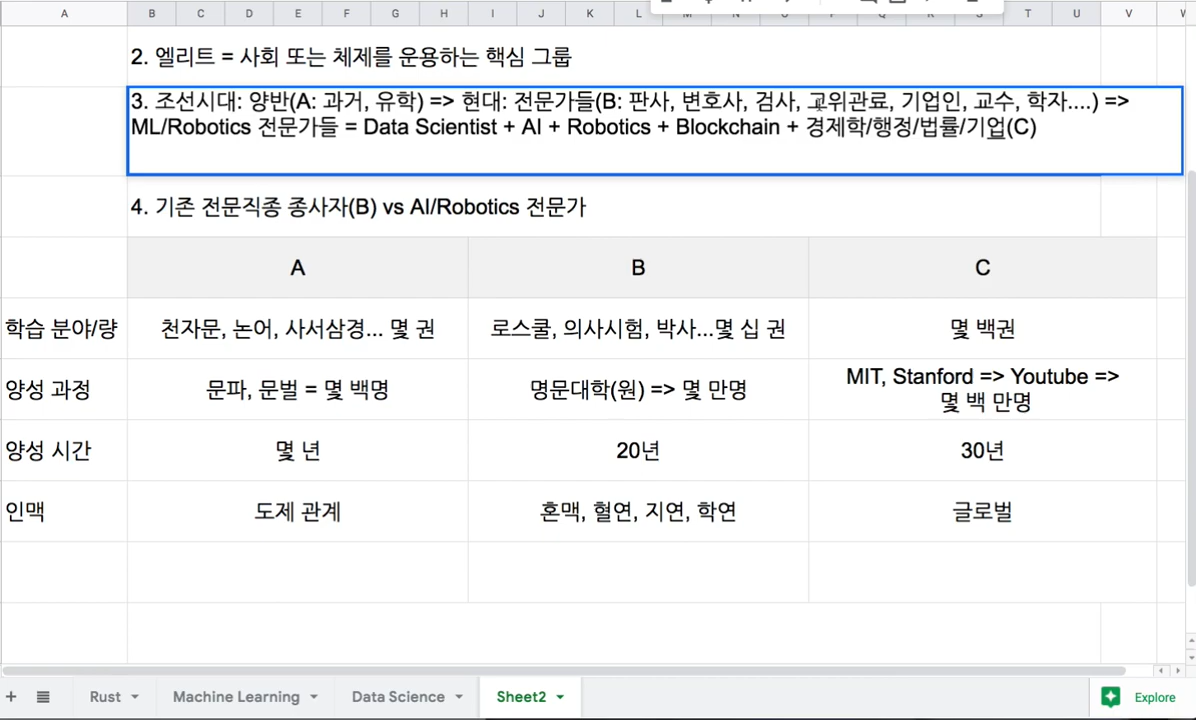 A B C D E F G H I J K L M N O P Q R S T U V W
2. 엘리트 = 사회 또는 체제를 운용하는 핵심 그룹
3. 조선시대: 양반(A: 과거, 유학) => 현대: 전문가들(B: 판사, 변호사, 검사, 고위관료, 기업인, 교수, 학자....) =>
ML/Robotics 전문가들 = Data Scientist + AI + Robotics + Blockchain + 경제학/행정/법률/기업(C)
4. 기존 전문직종 종사자(B) vs AI/Robotics 전문가
A B C
학습 분야/량 천자문, 논어, 사서삼경... 몇 권 로스쿨, 의사시험, 박사...몇 십 권 몇 백권
양성 과정 문파, 문벌 = 몇 백명 명문대학(원) => 몇 만명 MIT, Stanford => Youtube =>
몇 백 만명
양성 시간 몇 년 20년 30년
인맥 도제 관계 혼맥, 혈연, 지연, 학연 글로벌
Rust Machine Learning Data Science Sheet2 Explore